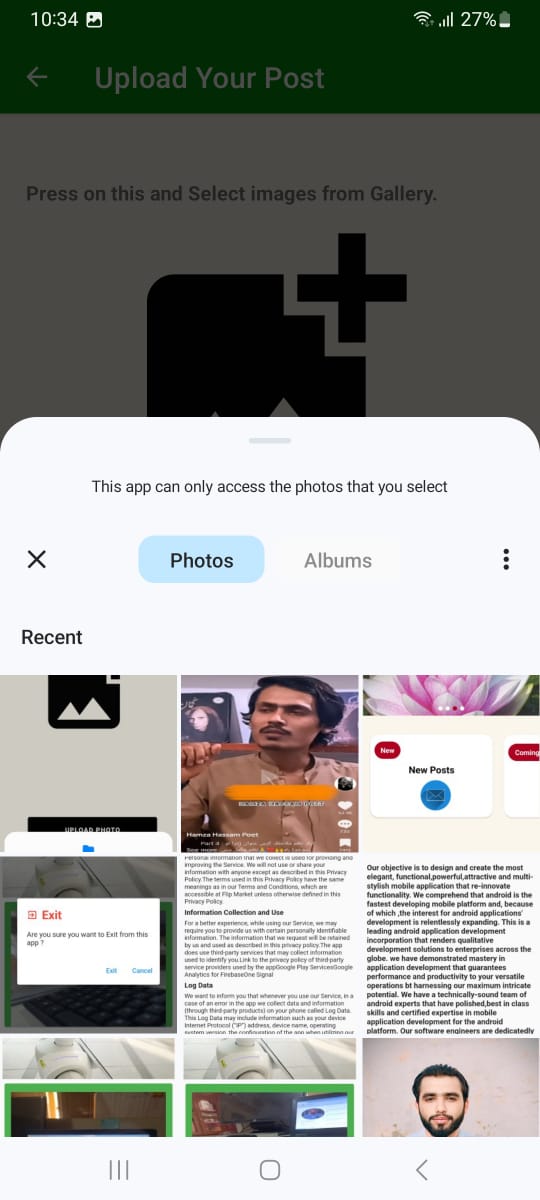 10:34
27%
Upload Your Post
Press on this and Select images from Gallery.
This app can only access the photos that you select
Photos
Albums
Recent
UPLOAD PHOTO
Hamza Hassam Poet
Part 4
See more
New
New Posts
Coming
Exit
Are you sure you want to Exit from this
app ?
Exit
Cancel
Personal information that we collect is used for providing and
improving the Service. We will not use or share your
information with anyone except as described in this Privacy
Policy.The terms used in this Privacy Policy have the same
meanings as in our Terms and Conditions, which are
accessible at Flip Market unless otherwise defined in this
Privacy Policy.
Information Collection and Use
For a better experience, while using our Service, we may
require you to provide us with certain personally identifiable
information. The information that we request will be retained
by us and used as described in this privacy policy.The app
does use third-party services that may collect information
used to identify you.Link to the privacy policy of third-party
service providers used by the appGoogle Play ServicesGoogle
Analytics for FirebaseOne Signal
Log Data
We want to inform you that whenever you use our Service, in a
case of an error in the app we collect data and information
(through third-party products) on your phone called Log Data.
This Log Data may include information such as your device
Internet Protocol ("IP") address, device name, operating
system version, the configuration of the app when utilizing our
Our objective is to design and create the most
elegant, functional,powerful,attractive and multi-
stylish mobile application that re-innovate
functionality. We comprehend that android is the
fastest developing mobile platform and, because
of which ,the interest for android applications'
development is relentlessly expanding. This is a
leading android application development
incorporation that renders qualitative
development solutions to enterprises across the
globe. we have demonstrated mastery in
application development that guarantees
performance and productivity to your versatile
operations bt harnessing our maximum intricate
potential. We have a technically-sound team of
android experts that have polished,best in class
skills and certified expertise in mobile
application development for the android
platform. Our software engineers are dedicatedly